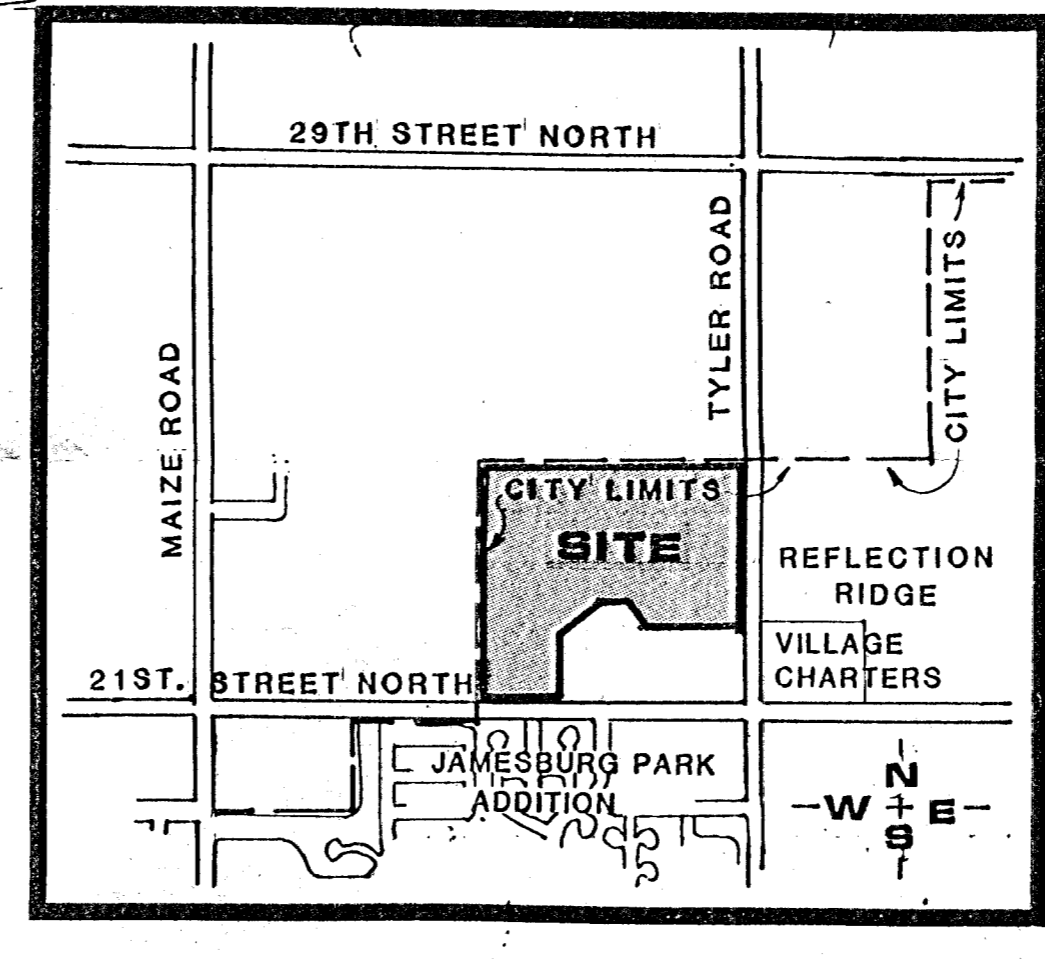 29TH STREET NORTH
TYLER ROAD
CITY LIMITS
MAIZE ROAD
CITY LIMITS
SITE
REFLECTION
RIDGE
VILLAGE
CHARTERS
21ST. STREET NORTH
JAMESBURG PARK
ADDITION
N
W E
S